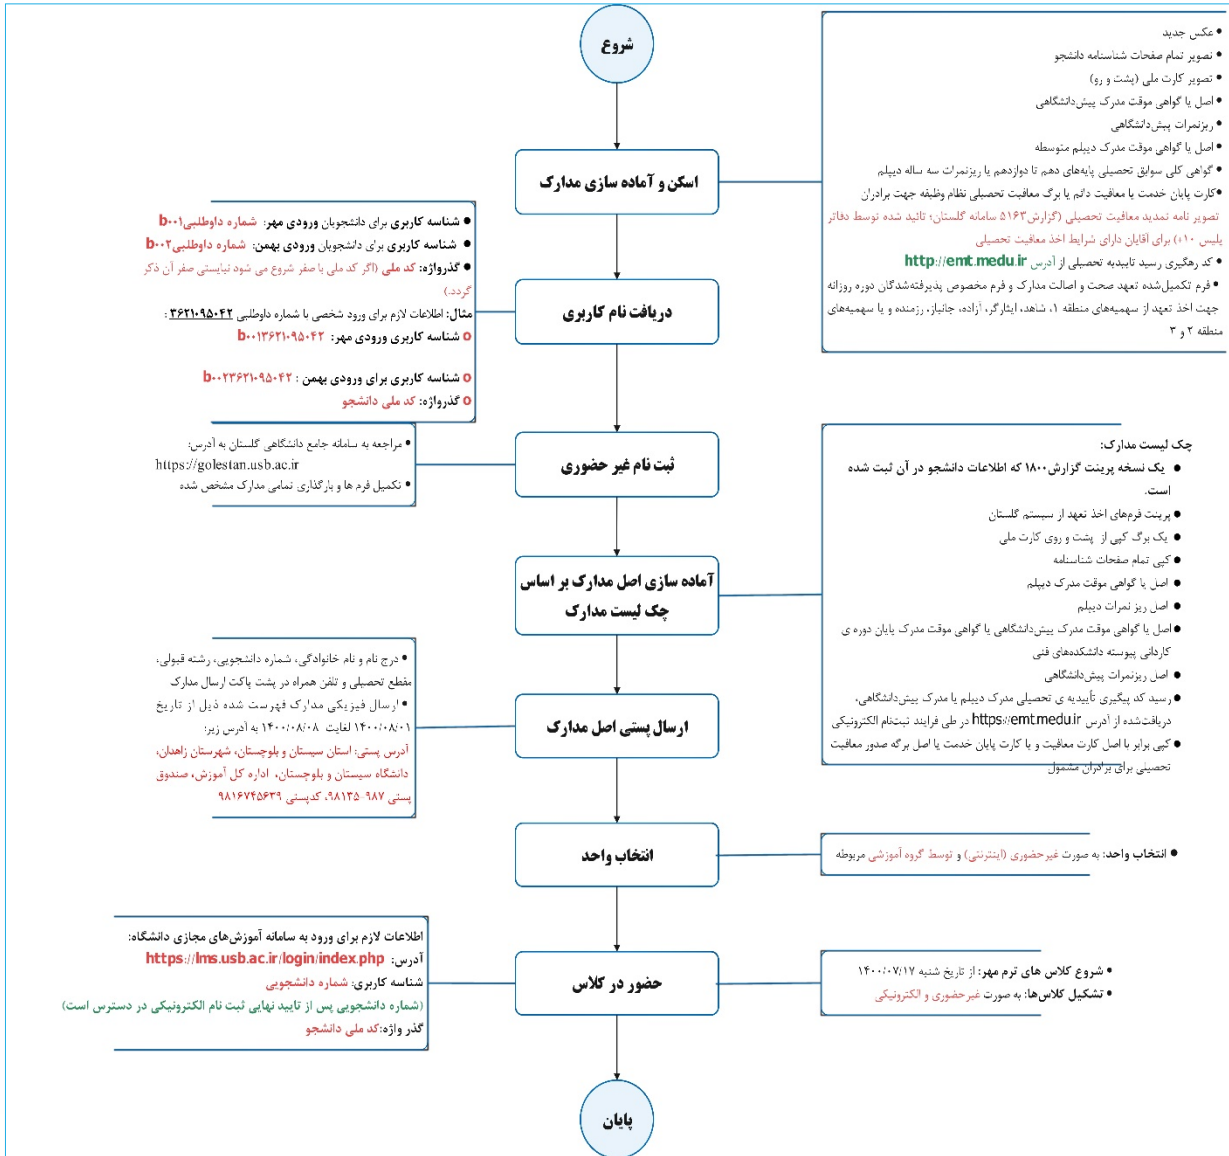 شروع
● عکس جدید
● تصویر تمام صفحات شناسنامه دانشجو
● تصویر کارت ملی (پشت و رو)
● اصل یا گواهی موقت مدرک پیش‌دانشگاهی
● ریزنمرات پیش‌دانشگاهی
● اصل یا گواهی موقت مدرک دیپلم متوسطه
● گواهی کلی سوابق تحصیلی پایه‌های دهم تا دوازدهم یا ریزنمرات سه ساله دیپلم
●کارت پایان خدمت یا معافیت دائم یا برگ معافیت تحصیلی نظام وظیفه جهت برادران
تصویر نامه تمدید معافیت تحصیلی (گزارش۵۱۶۳ سامانه گلستان؛ تائید شده توسط دفاتر
پلیس ۱۰+) برای آقایان دارای شرایط اخذ معافیت تحصیلی
● کد رهگیری رسید تاییدیه تحصیلی از آدرس http://emt.medu.ir
● فرم تکمیل‌شده تعهد صحت و اصالت مدارک و فرم مخصوص پذیرفته‌شدگان دوره روزانه
جهت اخذ تعهد از سهمیه‌های منطقه ۱، شاهد، ایثارگر، آزاده، جانباز، رزمنده و یا سهمیه‌های
منطقه ۲ و ۳
اسکن و آماده سازی مدارک
● شناسه کاربری برای دانشجویان ورودی مهر: شماره داوطلبیb۰۰۱
● شناسه کاربری برای دانشجویان ورودی بهمن: شماره داوطلبیb۰۰۲
●گذرواژه: کد ملی (اگر کد ملی با صفر شروع می شود نبایستی صفر آن ذکر
گردد.)
مثال: اطلاعات لازم برای ورود شخصی با شماره داوطلبی ۳۶۲۱۰۹۵۰۴۲ :
o شناسه کاربری ورودی مهر: b۰۰۱۳۶۲۱۰۹۵۰۴۲
o شناسه کاربری برای ورودی بهمن : b۰۰۲۳۶۲۱۰۹۵۰۴۲
o گذرواژه: کد ملی دانشجو
دریافت نام کاربری
ثبت نام غیر حضوری
● مراجعه به سامانه جامع دانشگاهی گلستان به آدرس:
https://golestan.usb.ac.ir
● تکمیل فرم ها و بارگذاری تمامی مدارک مشخص شده
چک لیست مدارک:
● یک نسخه پرینت گزارش۱۸۰۰ که اطلاعات دانشجو در آن ثبت شده
است.
● پرینت فرم‌های اخذ تعهد از سیستم گلستان
● یک برگ کپی از پشت و روی کارت ملی
● کپی تمام صفحات شناسنامه
● اصل یا گواهی موقت مدرک دیپلم
● اصل ریز نمرات دیپلم
●اصل یا گواهی موقت مدرک پیش‌دانشگاهی یا گواهی موقت مدرک پایان دوره ی
کاردانی پیوسته دانشکده‌های فنی
● اصل ریزنمرات پیش‌دانشگاهی
● رسید کد پیگیری تأییدیه ی تحصیلی مدرک دیپلم یا مدرک پیش‌دانشگاهی،
دریافت‌شده از آدرس https://emt.medu.ir در طی فرایند ثبت‌نام الکترونیکی
● کپی برابر با اصل کارت معافیت و یا کارت پایان خدمت یا اصل برگه صدور معافیت
تحصیلی برای برادران مشمول
آماده سازی اصل مدارک بر اساس
چک لیست مدارک
● درج نام و نام خانوادگی، شماره دانشجویی، رشته قبولی،
مقطع تحصیلی و تلفن همراه در پشت پاکت ارسال مدارک
● ارسال فیزیکی مدارک فهرست شده ذیل از تاریخ
۱۴۰۰/۰۸/۰۱ لغایت ۱۴۰۰/۰۸/۰۸ به آدرس زیر:
آدرس پستی: استان سیستان و بلوچستان، شهرستان زاهدان،
دانشگاه سیستان و بلوچستان، اداره کل آموزش، صندوق
پستی ۹۸۷-۹۸۱۳۵، کدپستی ۹۸۱۶۷۴۵۶۳۹
ارسال پستی اصل مدارک
انتخاب واحد
● انتخاب واحد: به صورت غیرحضوری (اینترنتی) و توسط گروه آموزشی مربوطه
اطلاعات لازم برای ورود به سامانه آموزش‌های مجازی دانشگاه:
آدرس: https://lms.usb.ac.ir/login/index.php
شناسه کاربری: شماره دانشجویی
(شماره دانشجویی پس از تایید نهایی ثبت نام الکترونیکی در دسترس است)
گذر واژه:کد ملی دانشجو
حضور در کلاس
● شروع کلاس های ترم مهر: از تاریخ شنبه ۱۴۰۰/۰۷/۱۷
● تشکیل کلاس‌ها: به صورت غیرحضوری و الکترونیکی
پایان